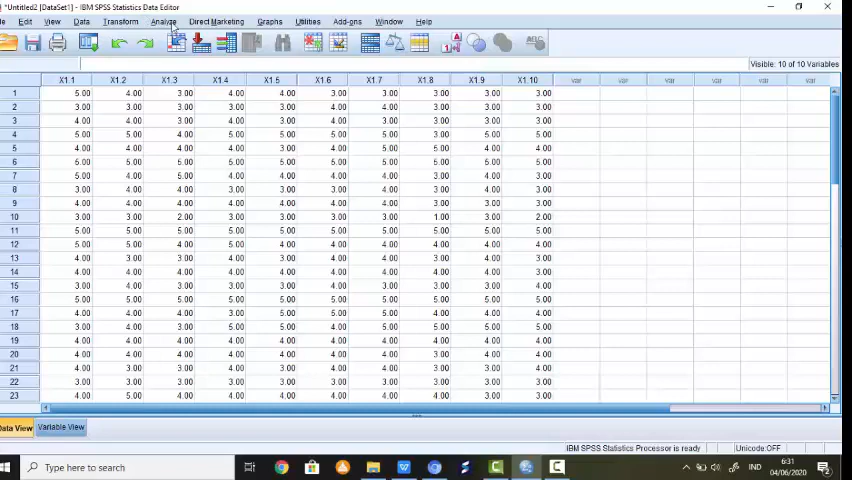 *Untitled2 [DataSet1] - IBM SPSS Statistics Data Editor
le Edit View Data Transform Analyze Direct Marketing Graphs Utilities Add-ons Window Help
Visible: 10 of 10 Variables
X1.1 X1.2 X1.3 X1.4 X1.5 X1.6 X1.7 X1.8 X1.9 X1.10 var var var var var var
1 5.00 4.00 3.00 4.00 4.00 3.00 3.00 3.00 3.00 3.00
2 3.00 3.00 3.00 3.00 3.00 4.00 4.00 3.00 3.00 3.00
3 4.00 4.00 3.00 4.00 3.00 4.00 4.00 3.00 4.00 3.00
4 5.00 5.00 4.00 5.00 5.00 5.00 5.00 3.00 5.00 5.00
5 4.00 4.00 4.00 4.00 3.00 4.00 5.00 5.00 4.00 4.00
6 5.00 5.00 5.00 5.00 5.00 5.00 5.00 5.00 5.00 5.00
7 5.00 4.00 5.00 4.00 5.00 5.00 5.00 3.00 4.00 3.00
8 3.00 4.00 4.00 3.00 3.00 4.00 4.00 3.00 4.00 3.00
9 4.00 4.00 3.00 4.00 4.00 4.00 4.00 3.00 4.00 3.00
10 3.00 3.00 2.00 3.00 3.00 3.00 3.00 1.00 3.00 2.00
11 5.00 5.00 5.00 5.00 5.00 5.00 5.00 5.00 5.00 5.00
12 5.00 5.00 4.00 5.00 4.00 5.00 4.00 4.00 4.00 4.00
13 4.00 4.00 3.00 4.00 3.00 4.00 4.00 3.00 4.00 3.00
14 4.00 4.00 3.00 4.00 4.00 4.00 4.00 4.00 4.00 3.00
15 4.00 4.00 3.00 4.00 3.00 4.00 4.00 3.00 3.00 4.00
16 5.00 5.00 5.00 5.00 5.00 5.00 5.00 5.00 5.00 5.00
17 4.00 4.00 4.00 3.00 5.00 5.00 4.00 3.00 3.00 4.00
18 3.00 4.00 3.00 5.00 5.00 4.00 5.00 3.00 5.00 5.00
19 4.00 4.00 4.00 4.00 4.00 4.00 4.00 4.00 4.00 4.00
20 4.00 4.00 4.00 4.00 4.00 4.00 4.00 3.00 3.00 4.00
21 4.00 3.00 3.00 4.00 4.00 4.00 4.00 3.00 4.00 4.00
22 3.00 3.00 4.00 3.00 3.00 4.00 3.00 3.00 3.00 3.00
23 4.00 5.00 4.00 4.00 4.00 4.00 4.00 4.00 3.00 3.00
Data View Variable View
IBM SPSS Statistics Processor is ready Unicode:OFF
Type here to search
IND
6:31
04/06/2020
2